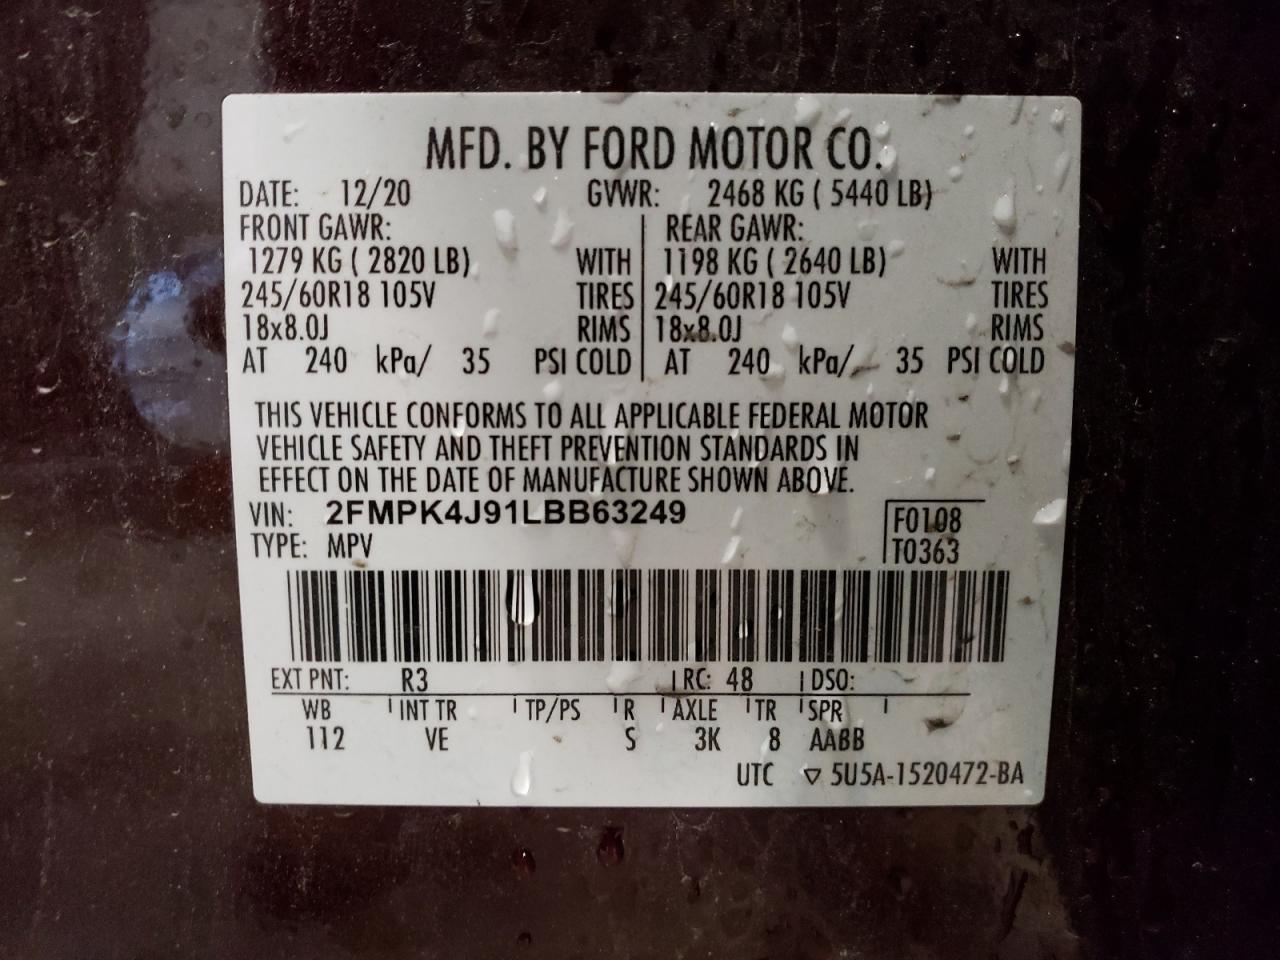 MFD. BY FORD MOTOR CO.
DATE: 12/20 GVWR: 2468 KG ( 5440 LB)
FRONT GAWR: REAR GAWR:
1279 KG ( 2820 LB) WITH 1198 KG ( 2640 LB) WITH
245/60R18 105V TIRES 245/60R18 105V TIRES
18x8.0J RIMS 18x8.0J RIMS
AT 240 kPa/ 35 PSI COLD AT 240 kPa/ 35 PSI COLD
THIS VEHICLE CONFORMS TO ALL APPLICABLE FEDERAL MOTOR
VEHICLE SAFETY AND THEFT PREVENTION STANDARDS IN
EFFECT ON THE DATE OF MANUFACTURE SHOWN ABOVE.
VIN: 2FMPK4J91LBB63249 F0108
TYPE: MPV T0363
EXT PNT: R3 RC: 48 DSO:
WB INT TR TP/PS R AXLE TR SPR
112 VE S 3K 8 AABB
UTC ▽ 5U5A-1520472-BA